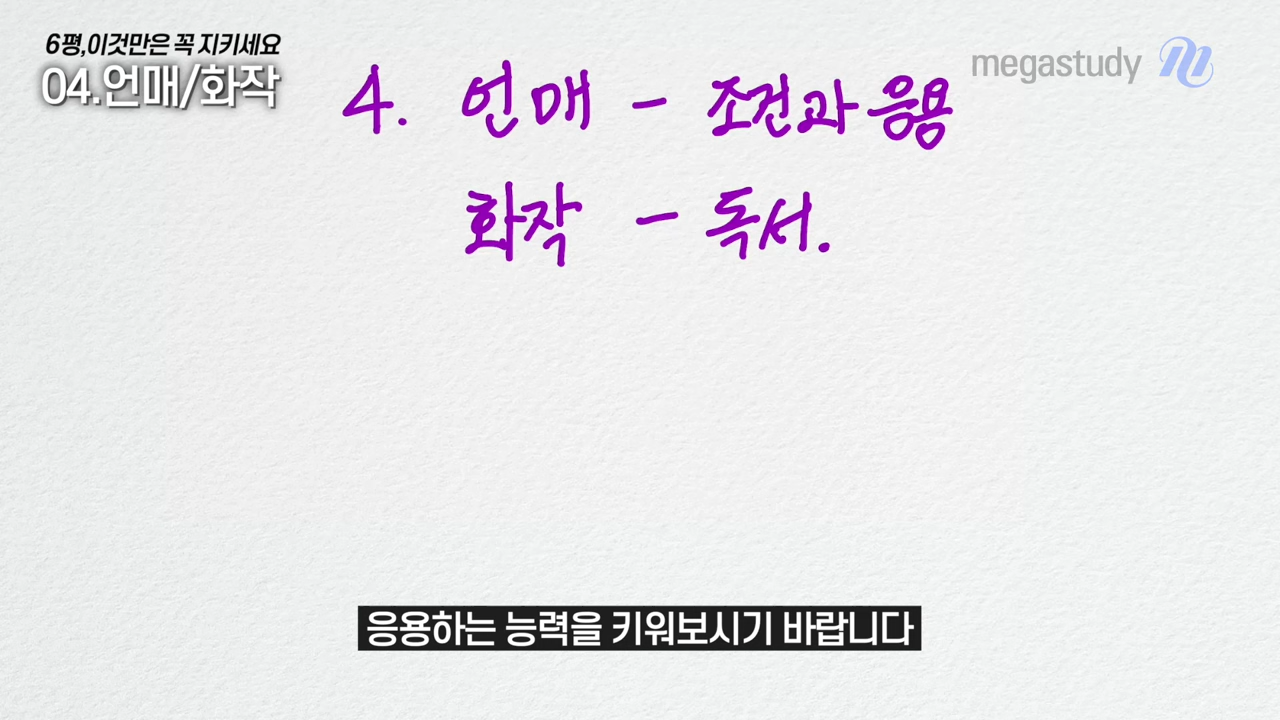 6평,이것만은 꼭 지키세요
04.언매/화작
megastudy
4. 언매 - 조건과 응용
화작 - 독서.
응용하는 능력을 키워보시기 바랍니다